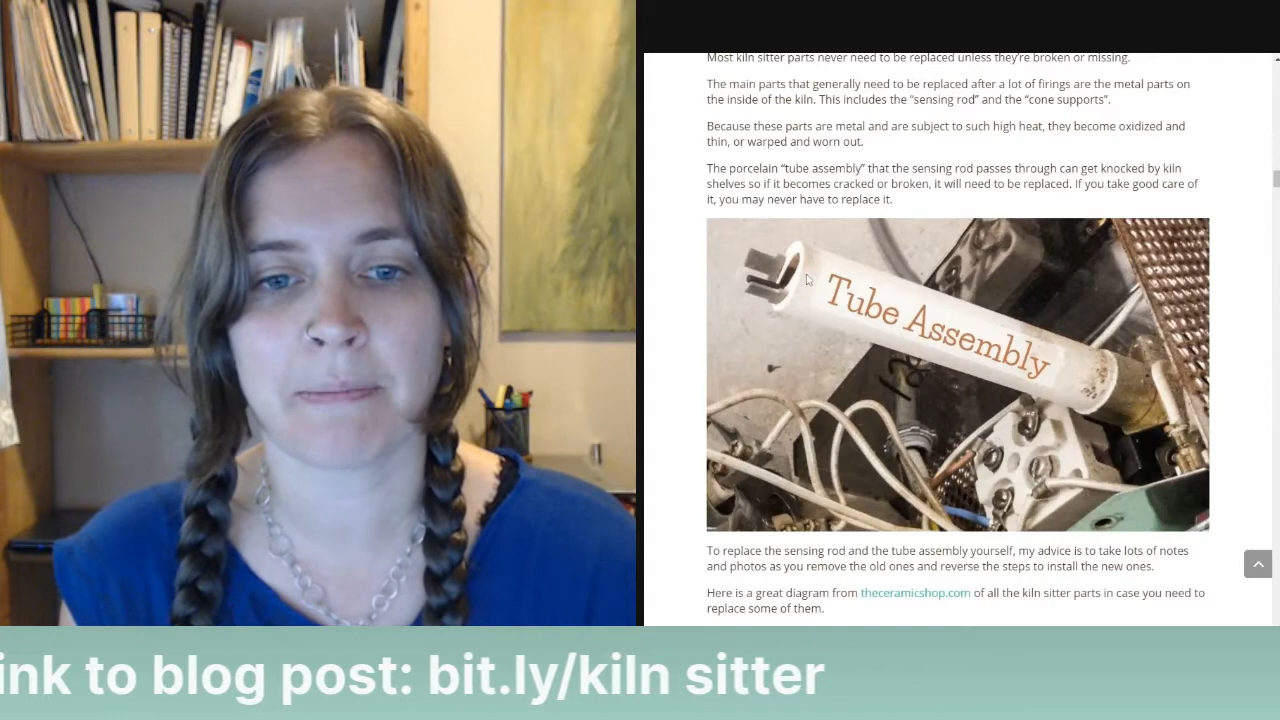 Most kiln sitter parts never need to be replaced unless they're broken or missing.
The main parts that generally need to be replaced after a lot of firings are the metal parts on
the inside of the kiln. This includes the "sensing rod" and the "cone supports".
Because these parts are metal and are subject to such high heat, they become oxidized and
thin, or warped and worn out.
The porcelain "tube assembly" that the sensing rod passes through can get knocked by kiln
shelves so if it becomes cracked or broken, it will need to be replaced. If you take good care of
it, you may never have to replace it.
Tube Assembly
To replace the sensing rod and the tube assembly yourself, my advice is to take lots of notes
and photos as you remove the old ones and reverse the steps to install the new ones.
Here is a great diagram from theceramicshop.com of all the kiln sitter parts in case you need to
replace some of them.
ink to blog post: bit.ly/kiln sitter